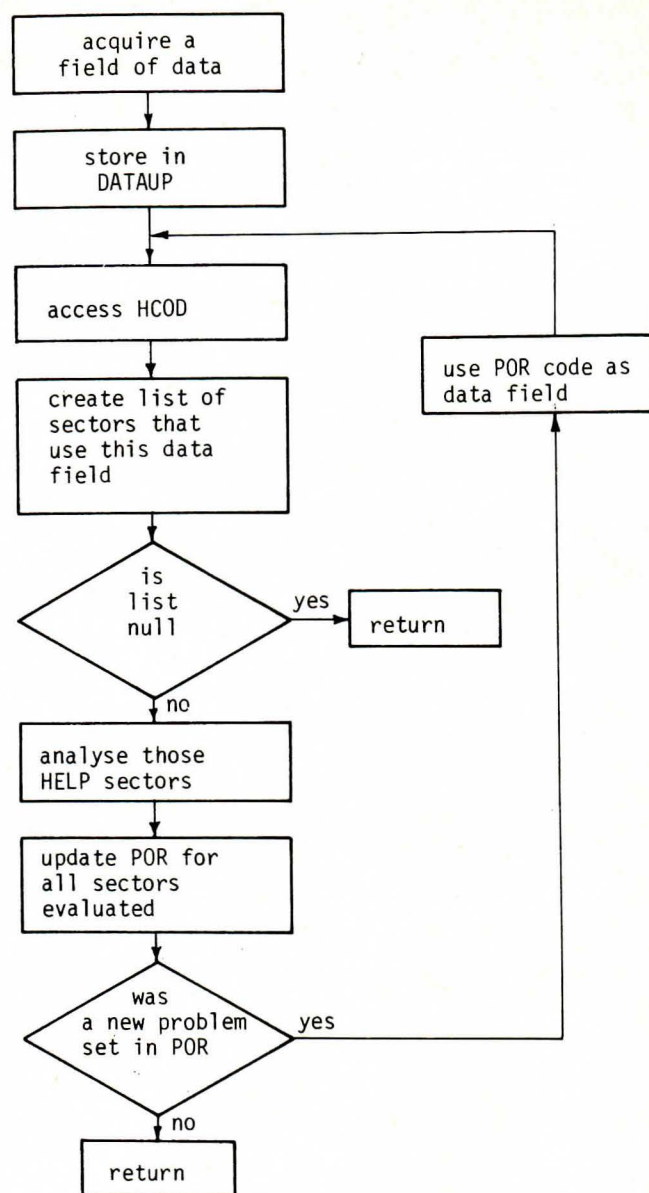 acquire a
field of data
store in
DATAUP
access HCOD
use POR code as
data field
create list of
sectors that
use this data
field
is
list
null
yes
return
no
analyse those
HELP sectors
update POR for
all sectors
evaluated
was
a new problem
set in POR
yes
no
return